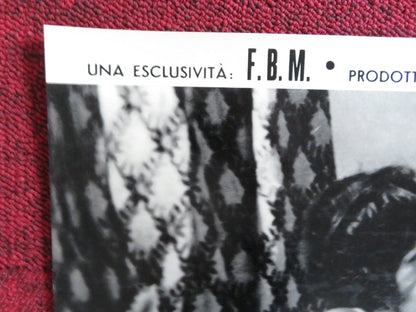 UNA ESCLUSIVITÀ: F.B.M. • PRODOTT